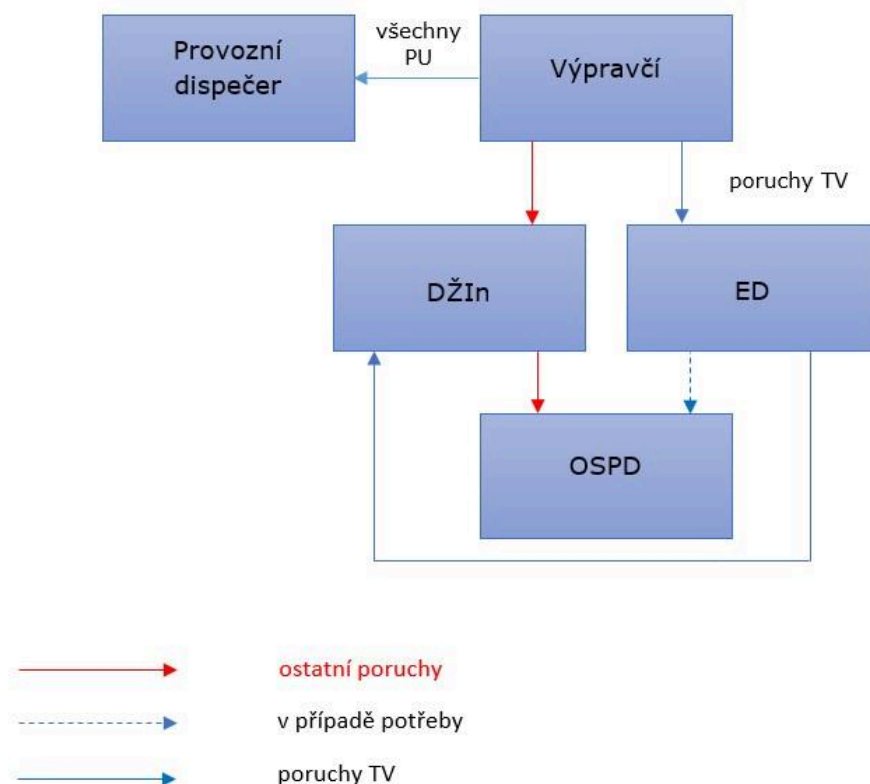 Provozní
dispečer
všechny
PU
Výpravčí
poruchy TV
DŽIn
ED
OSPD
ostatní poruchy
v případě potřeby
poruchy TV